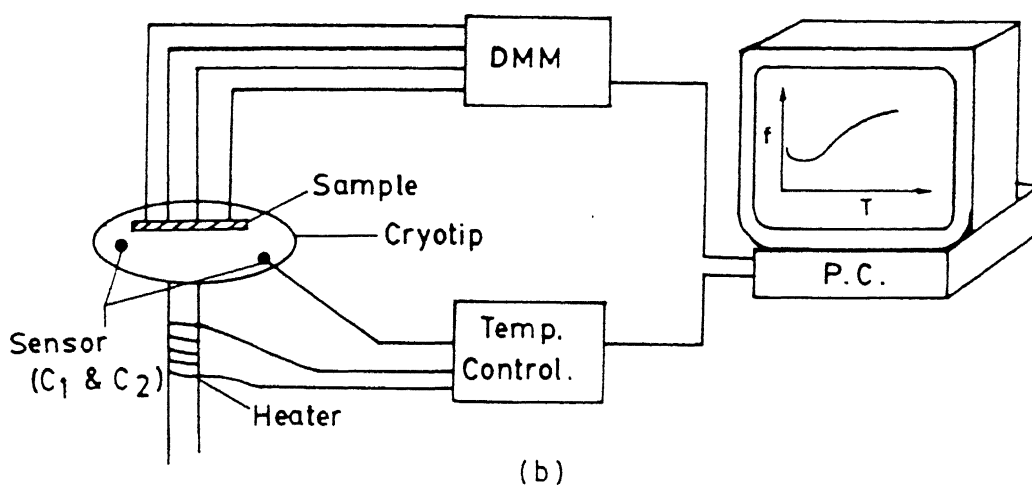 DMM
Sample
Cryotip
f
T
P.C.
Sensor
(C₁ & C₂)
Temp.
Control.
Heater
(b)